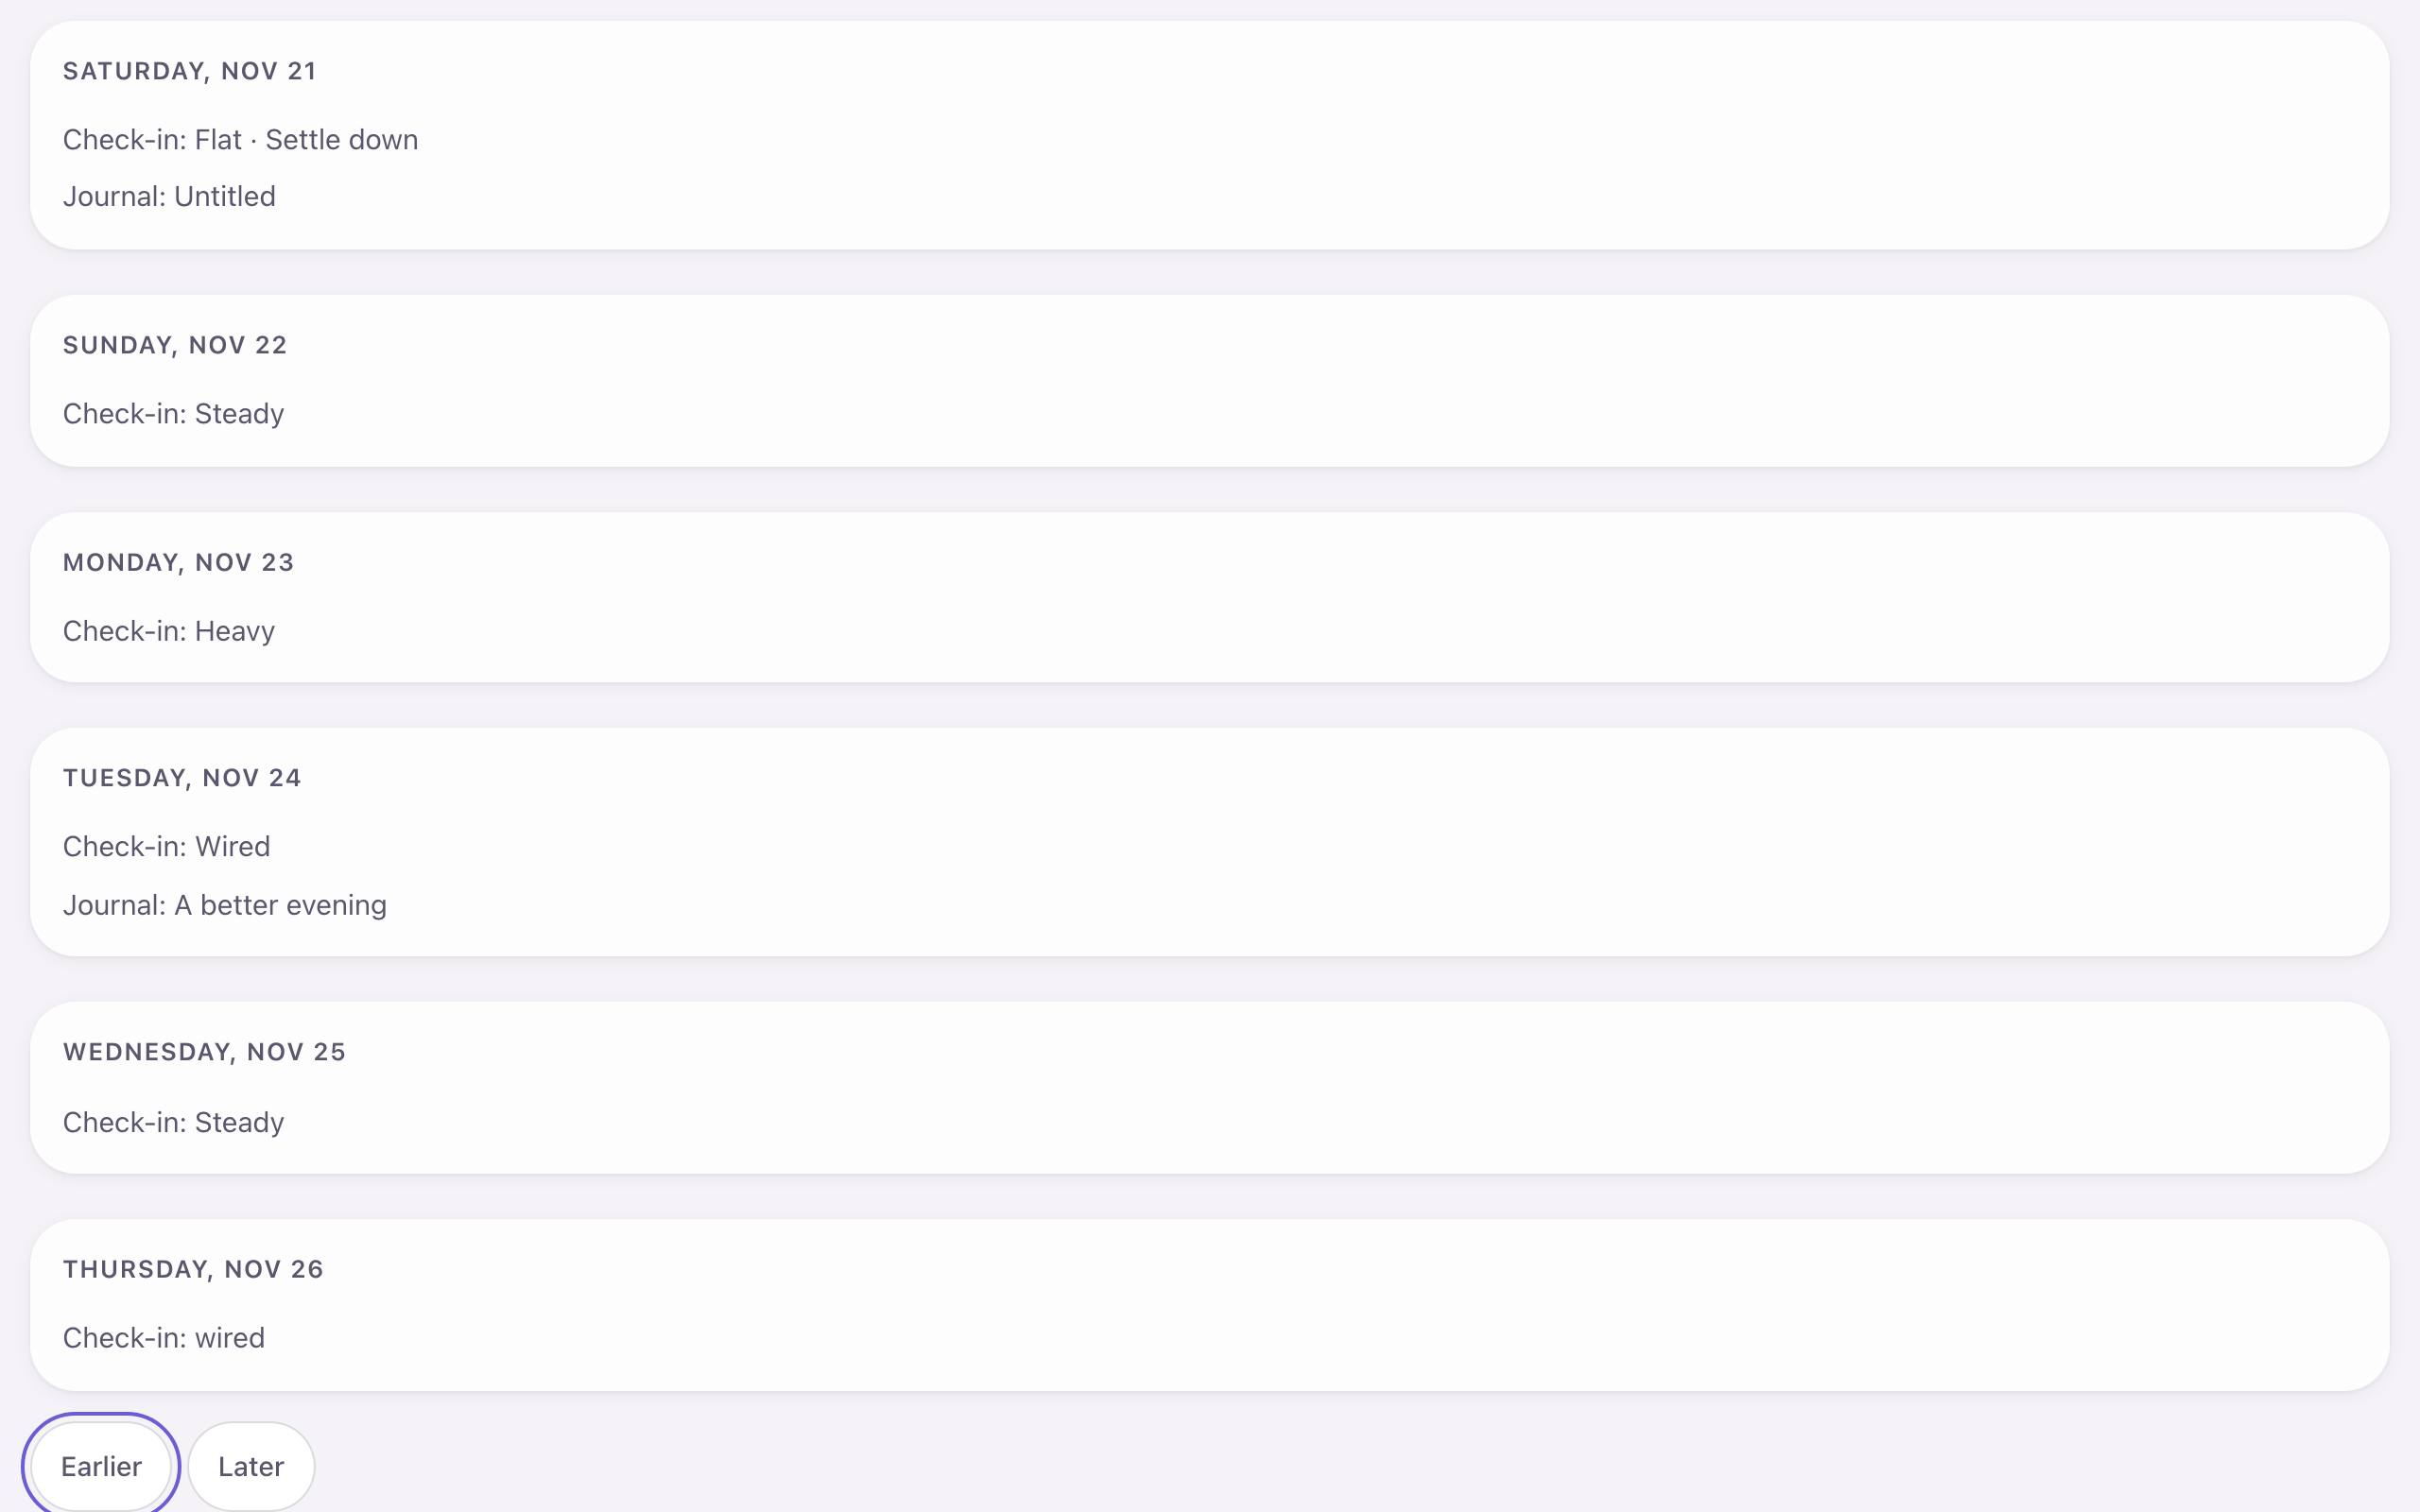 SATURDAY, NOV 21
Check-in: Flat · Settle down
Journal: Untitled
SUNDAY, NOV 22
Check-in: Steady
MONDAY, NOV 23
Check-in: Heavy
TUESDAY, NOV 24
Check-in: Wired
Journal: A better evening
WEDNESDAY, NOV 25
Check-in: Steady
THURSDAY, NOV 26
Check-in: wired
Earlier Later